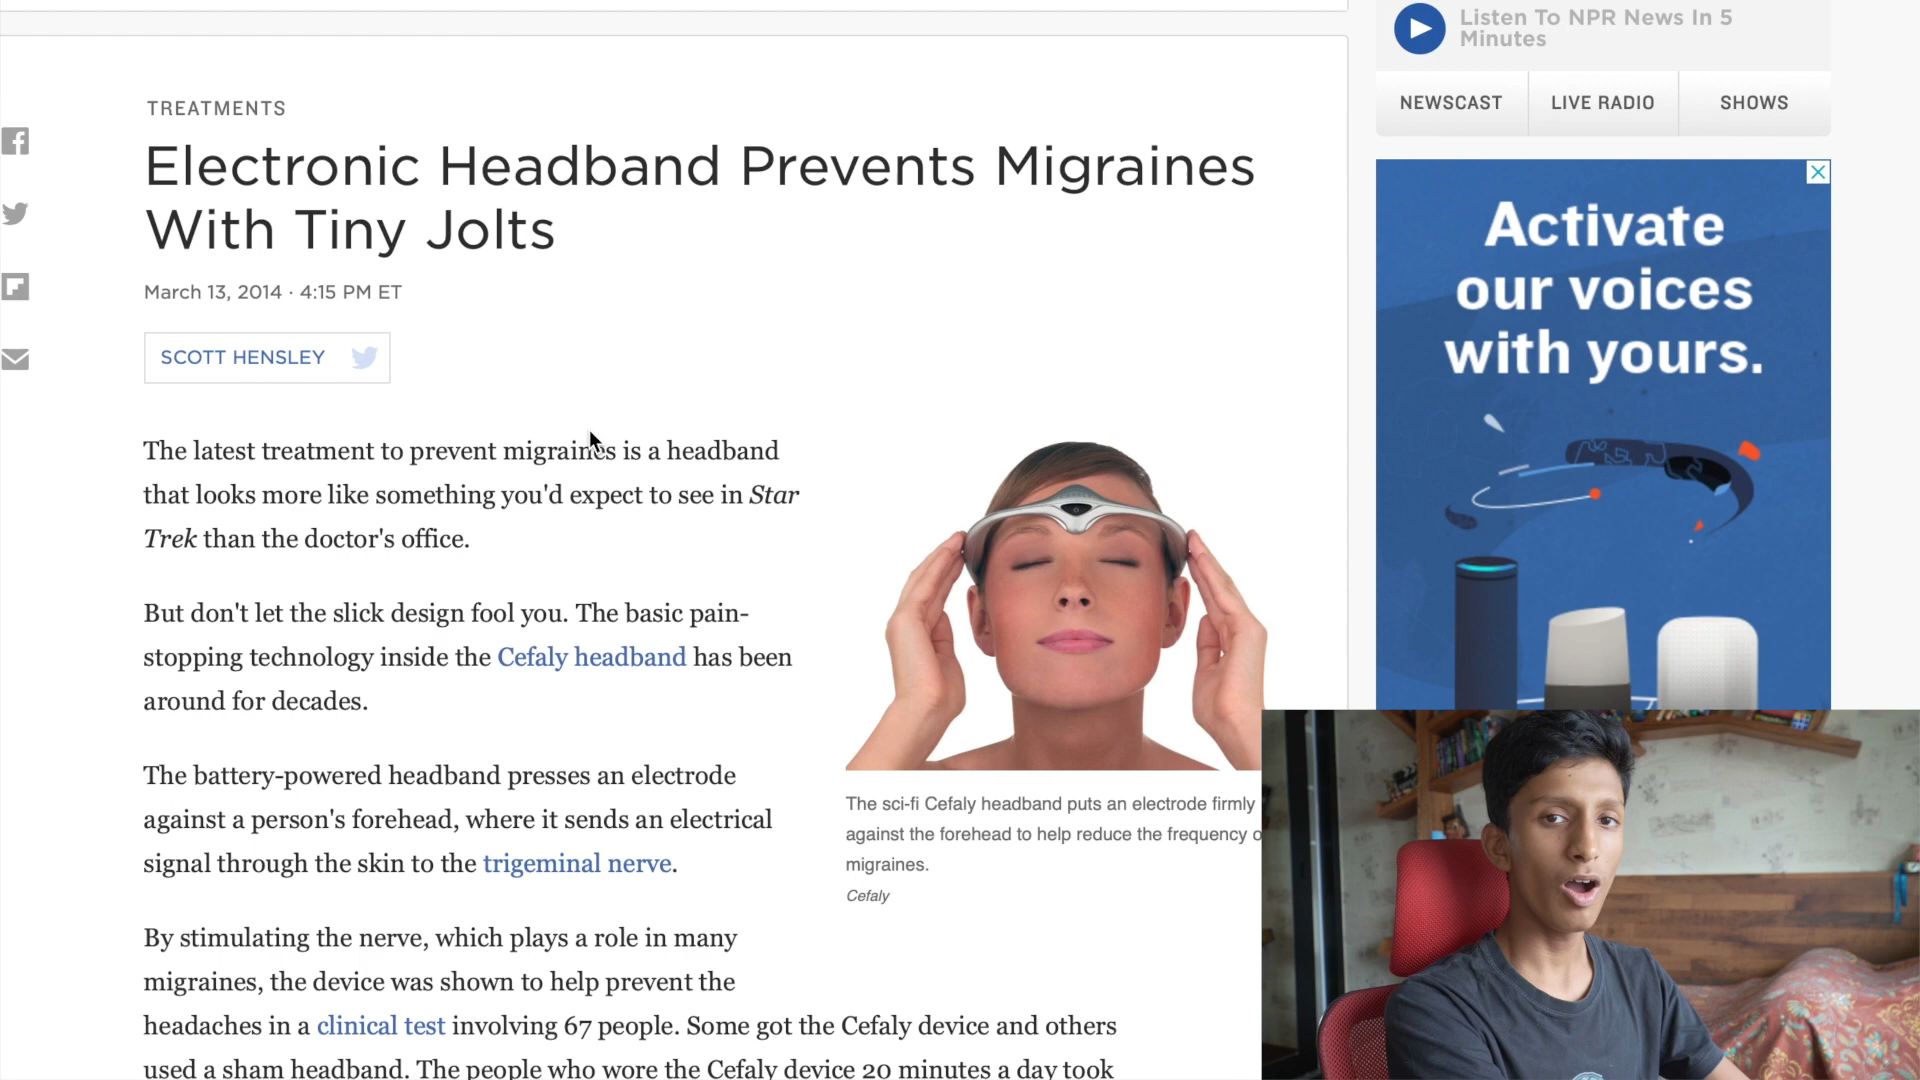 Listen To NPR News In 5
Minutes
NEWSCAST
LIVE RADIO
SHOWS
TREATMENTS
Electronic Headband Prevents Migraines
With Tiny Jolts
March 13, 2014 · 4:15 PM ET
SCOTT HENSLEY
The latest treatment to prevent migraines is a headband
that looks more like something you'd expect to see in Star
Trek than the doctor's office.
But don't let the slick design fool you. The basic pain-
stopping technology inside the Cefaly headband has been
around for decades.
The battery-powered headband presses an electrode
against a person's forehead, where it sends an electrical
signal through the skin to the trigeminal nerve.
By stimulating the nerve, which plays a role in many
migraines, the device was shown to help prevent the
headaches in a clinical test involving 67 people. Some got the Cefaly device and others
used a sham headband. The people who wore the Cefaly device 20 minutes a day took
The sci-fi Cefaly headband puts an electrode firmly
against the forehead to help reduce the frequency o
migraines.
Cefaly
Activate
our voices
with yours.